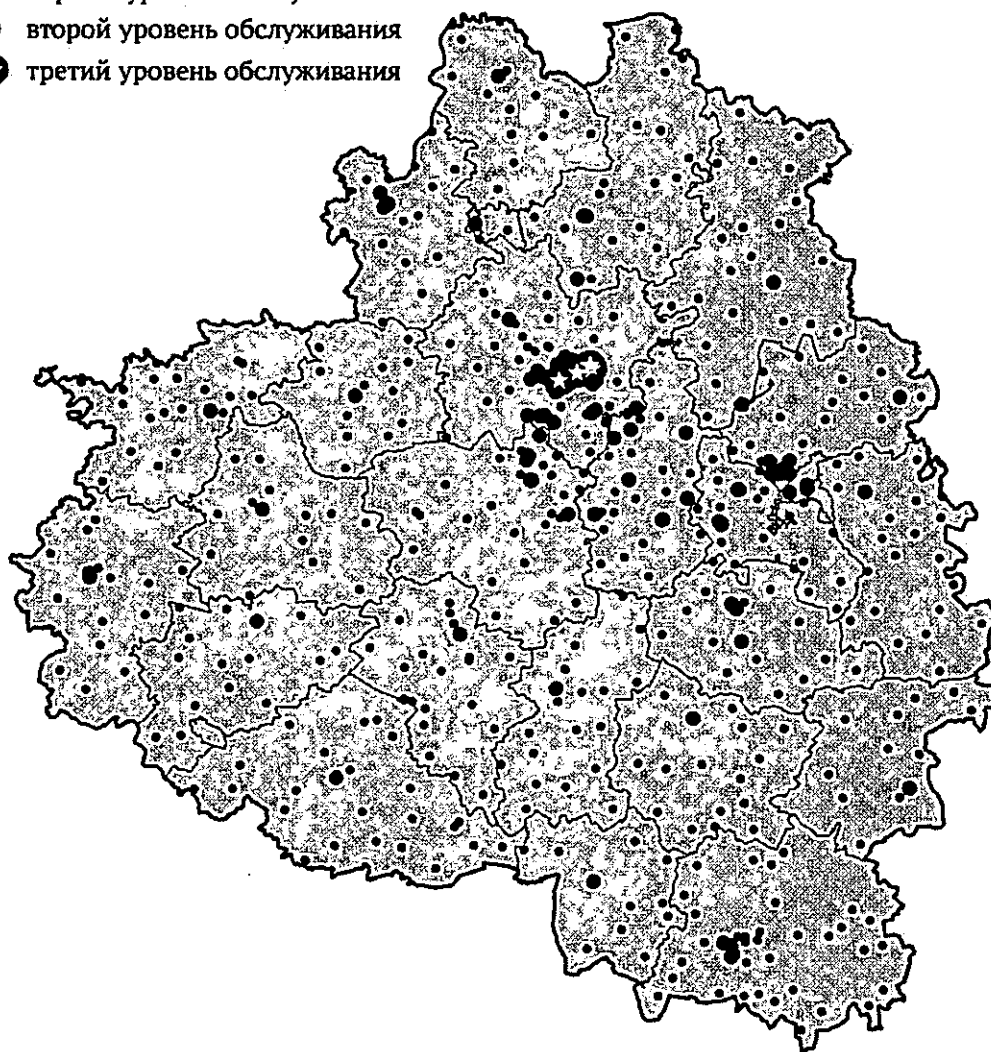 второй уровень обслуживания
третий уровень обслуживания